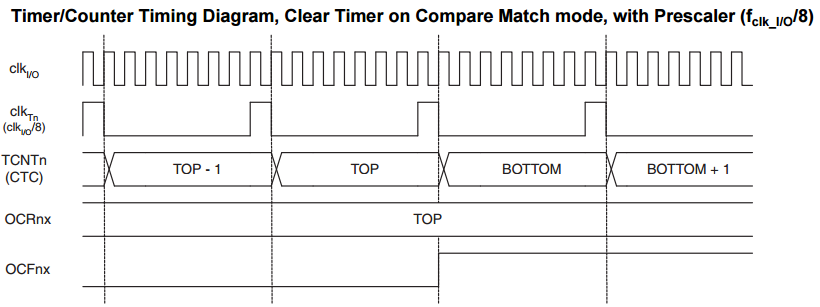 Timer/Counter Timing Diagram, Clear Timer on Compare Match mode, with Prescaler (fclk_I/O/8)
clkI/O
clkTn
(clkI/O/8)
TCNTn
(CTC)
TOP - 1
TOP
BOTTOM
BOTTOM + 1
OCRnx
TOP
OCFnx